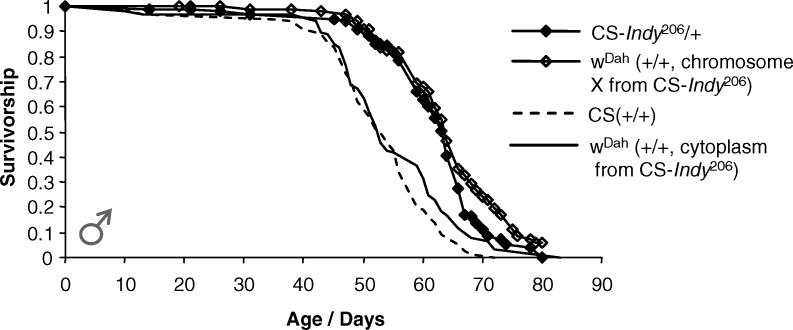 1
0.9
0.8
0.7
0.6
0.5
0.4
0.3
0.2
0.1
0
Survivorship
♂
0 10 20 30 40 50 60 70 80 90
Age / Days
CS-Indy206/+
wDah (+/+, chromosome
X from CS-Indy206)
CS(+/+)
wDah (+/+, cytoplasm
from CS-Indy206)